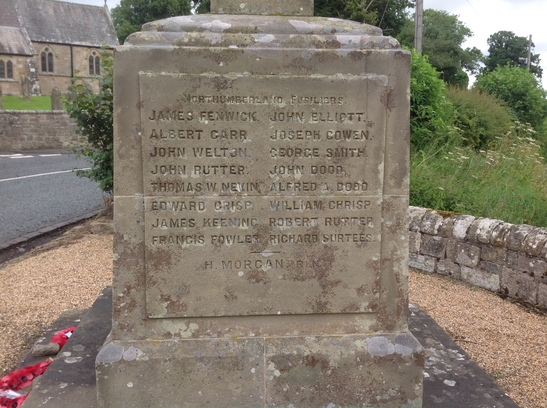 NORTHUMBERLAND FUSILIERS
JAMES FENWICK. JOHN ELLIOTT.
ALBERT CARR. JOSEPH COWEN.
JOHN WELTON. GEORGE SMITH.
JOHN RUTTER. JOHN DODD.
THOMAS W. NEVIN. ALFRED A. DODD
EDWARD CRISP. WILLIAM CHRISP.
JAMES KEENING. ROBERT RUTTER.
FRANCIS FOWLER. RICHARD SURTEES.
H. MORGAN R.N.